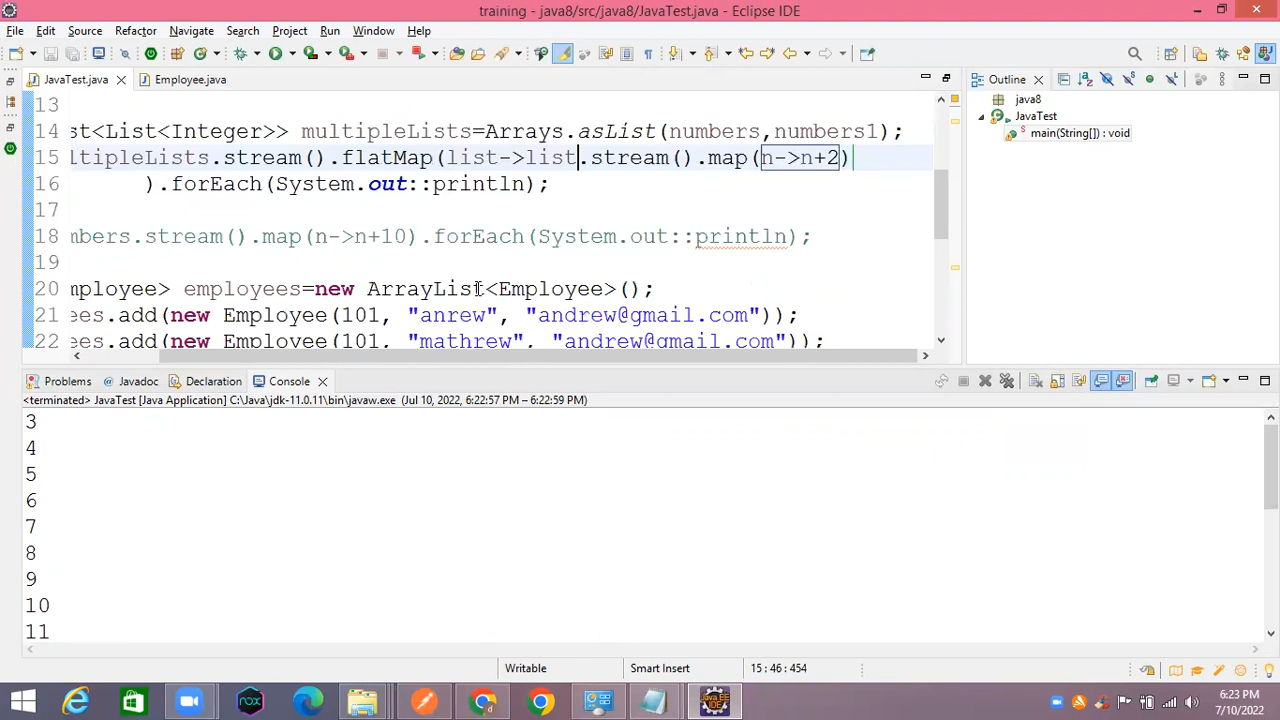 training - java8/src/java8/JavaTest.java - Eclipse IDE
File Edit Source Refactor Navigate Search Project Run Window Help
JavaTest.java Employee.java
Outline
13
14 st<List<Integer>> multipleLists=Arrays.asList(numbers,numbers1);
15 ltipleLists.stream().flatMap(list->list.stream().map(n->n+2)
16 ).forEach(System.out::println);
17
18 mbers.stream().map(n->n+10).forEach(System.out::println);
19
20 mployee> employees=new ArrayList<Employee>();
21 ees.add(new Employee(101, "anrew", "andrew@gmail.com"));
22 ees.add(new Employee(101, "mathrew", "andrew@gmail.com"));
java8
JavaTest
main(String[]) : void
Problems Javadoc Declaration Console
<terminated> JavaTest [Java Application] C:\Java\jdk-11.0.11\bin\javaw.exe (Jul 10, 2022, 6:22:57 PM – 6:22:59 PM)
3
4
5
6
7
8
9
10
11
Writable Smart Insert 15 : 46 : 454
nox
Java EE
IDE
6:23 PM
7/10/2022